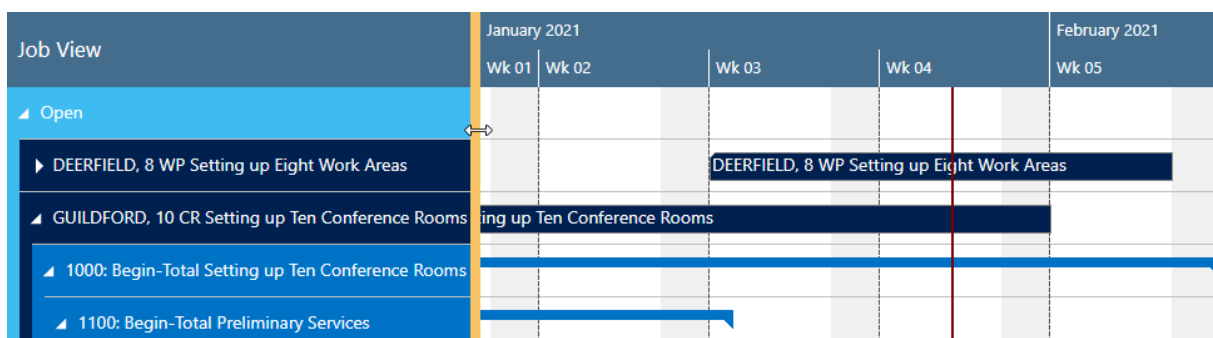 Job View
January 2021
February 2021
Wk 01
Wk 02
Wk 03
Wk 04
Wk 05
Open
DEERFIELD, 8 WP Setting up Eight Work Areas
DEERFIELD, 8 WP Setting up Eight Work Areas
GUILDFORD, 10 CR Setting up Ten Conference Rooms
ting up Ten Conference Rooms
1000: Begin-Total Setting up Ten Conference Rooms
1100: Begin-Total Preliminary Services